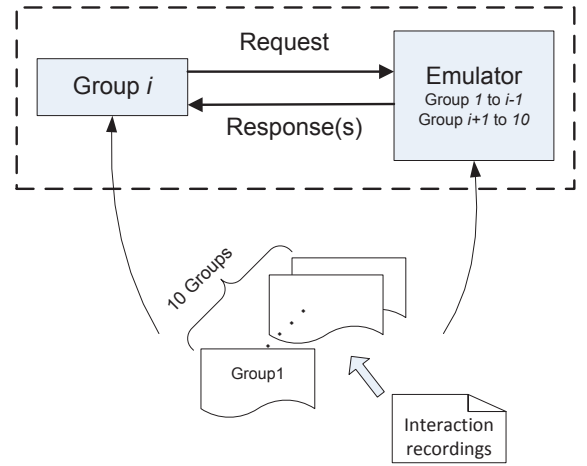 Request
Group i
Emulator
Group 1 to i-1
Group i+1 to 10
Response(s)
10 Groups
Group1
Interaction
recordings